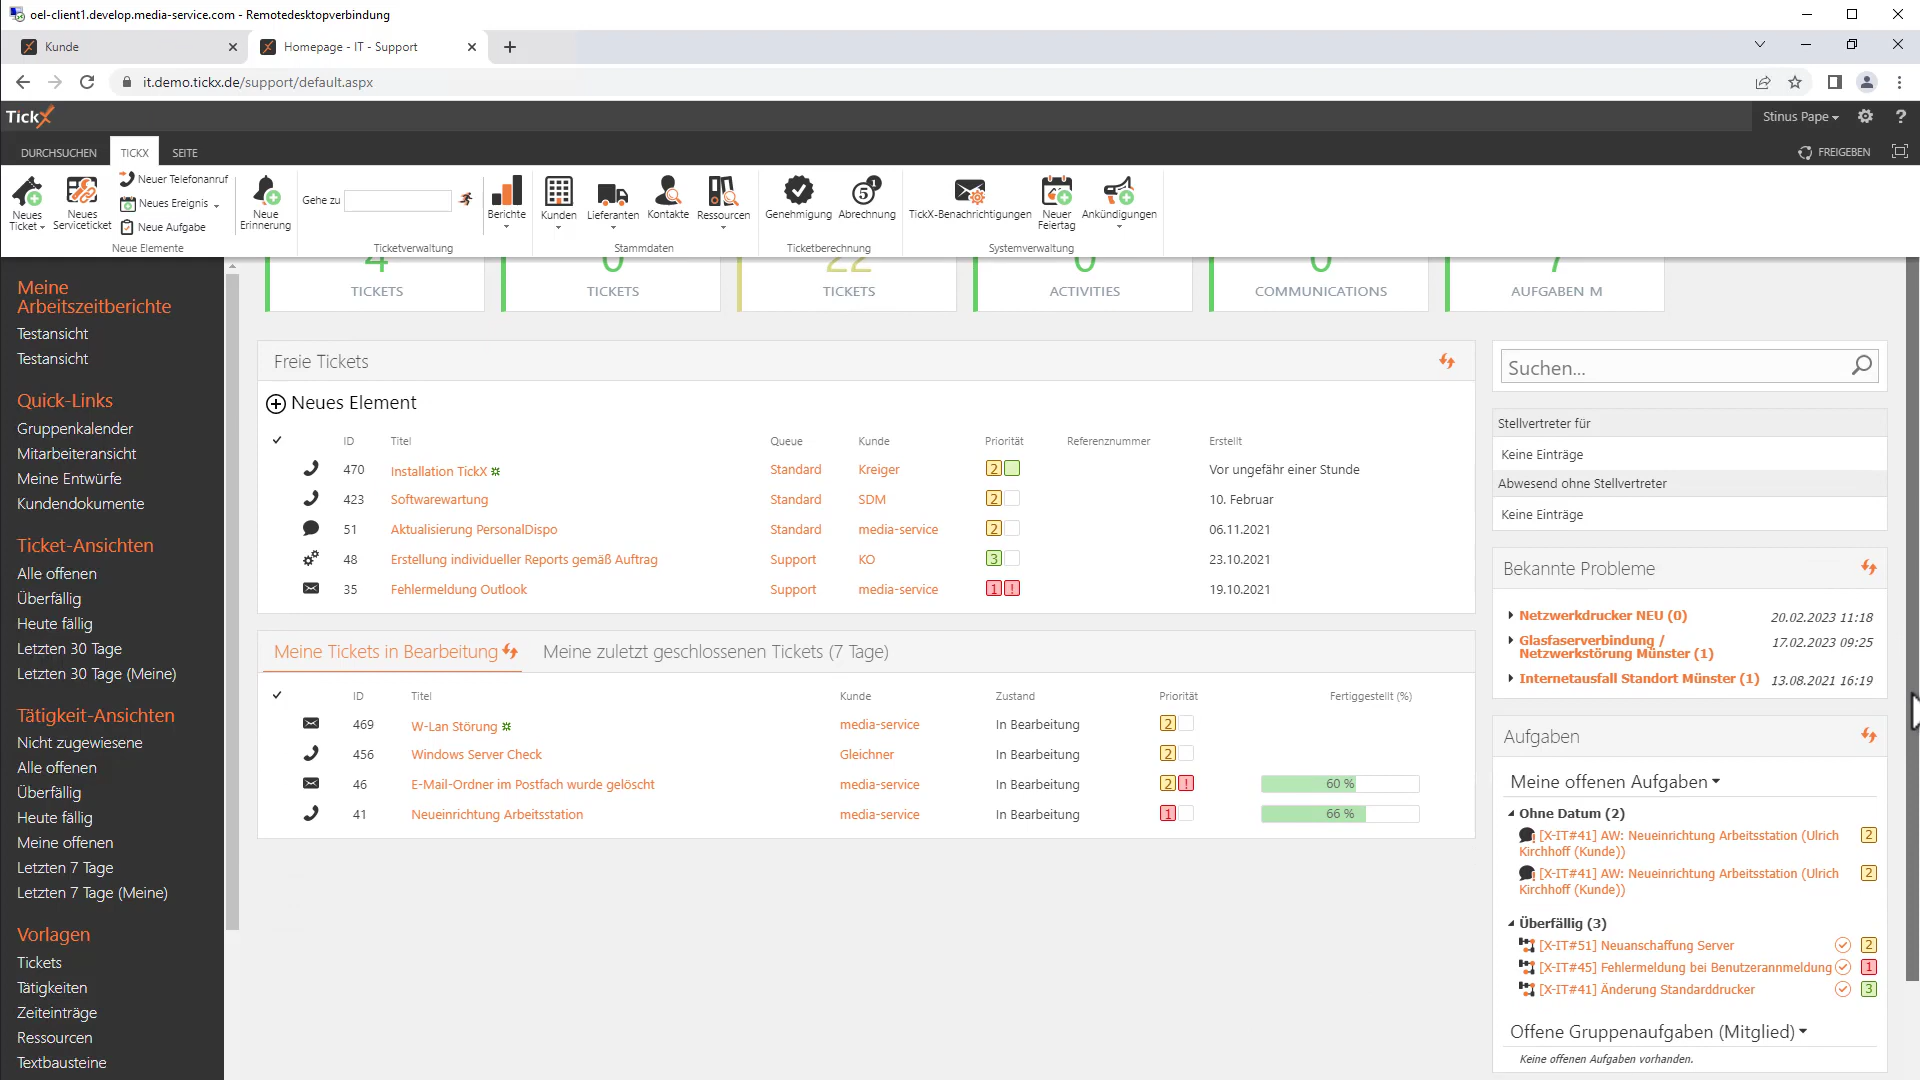 oel-client1.develop.media-service.com - Remotedesktopverbindung
Kunde
Homepage - IT - Support
it.demo.tickx.de/support/default.aspx
TickX
Stinus Pape
?
DURCHSUCHEN
TICKX
SEITE
FREIGEBEN
Neues Ticket
Neues Serviceticket
Neuer Telefonanruf
Neues Ereignis
Neue Aufgabe
Neue Erinnerung
Gehe zu
Berichte
Kunden
Lieferanten
Kontakte
Ressourcen
Genehmigung
Abrechnung
TickX-Benachrichtigungen
Neuer Feiertag
Ankündigungen
Neue Elemente
Ticketverwaltung
Stammdaten
Ticketberechnung
Systemverwaltung
4
0
22
0
0
7
TICKETS
TICKETS
TICKETS
ACTIVITIES
COMMUNICATIONS
AUFGABEN M
Meine
Arbeitszeitberichte
Testansicht
Testansicht
Quick-Links
Gruppenkalender
Mitarbeiteransicht
Meine Entwürfe
Kundendokumente
Ticket-Ansichten
Alle offenen
Überfällig
Heute fällig
Letzten 30 Tage
Letzten 30 Tage (Meine)
Tätigkeit-Ansichten
Nicht zugewiesene
Alle offenen
Überfällig
Heute fällig
Meine offenen
Letzten 7 Tage
Letzten 7 Tage (Meine)
Vorlagen
Tickets
Tätigkeiten
Zeiteinträge
Ressourcen
Textbausteine
Freie Tickets
Neues Element
ID Titel Queue Kunde Priorität Referenznummer Erstellt
470 Installation TickX Standard Kreiger 2 Vor ungefähr einer Stunde
423 Softwarewartung Standard SDM 2 10. Februar
51 Aktualisierung PersonalDispo Standard media-service 2 06.11.2021
48 Erstellung individueller Reports gemäß Auftrag Support KO 3 23.10.2021
35 Fehlermeldung Outlook Support media-service 1 ! 19.10.2021
Meine Tickets in Bearbeitung
Meine zuletzt geschlossenen Tickets (7 Tage)
ID Titel Kunde Zustand Priorität Fertiggestellt (%)
469 W-Lan Störung media-service In Bearbeitung 2
456 Windows Server Check Gleichner In Bearbeitung 2
46 E-Mail-Ordner im Postfach wurde gelöscht media-service In Bearbeitung 2 ! 60 %
41 Neueinrichtung Arbeitsstation media-service In Bearbeitung 1 66 %
Suchen...
Stellvertreter für
Keine Einträge
Abwesend ohne Stellvertreter
Keine Einträge
Bekannte Probleme
Netzwerkdrucker NEU (0) 20.02.2023 11:18
Glasfaserverbindung / 17.02.2023 09:25
Netzwerkstörung Münster (1)
Internetausfall Standort Münster (1) 13.08.2021 16:19
Aufgaben
Meine offenen Aufgaben
Ohne Datum (2)
[X-IT#41] AW: Neueinrichtung Arbeitsstation (Ulrich 2
Kirchhoff (Kunde))
[X-IT#41] AW: Neueinrichtung Arbeitsstation (Ulrich 2
Kirchhoff (Kunde))
Überfällig (3)
[X-IT#51] Neuanschaffung Server 2
[X-IT#45] Fehlermeldung bei Benutzerannmeldung 1
[X-IT#41] Änderung Standarddrucker 3
Offene Gruppenaufgaben (Mitglied)
Keine offenen Aufgaben vorhanden.